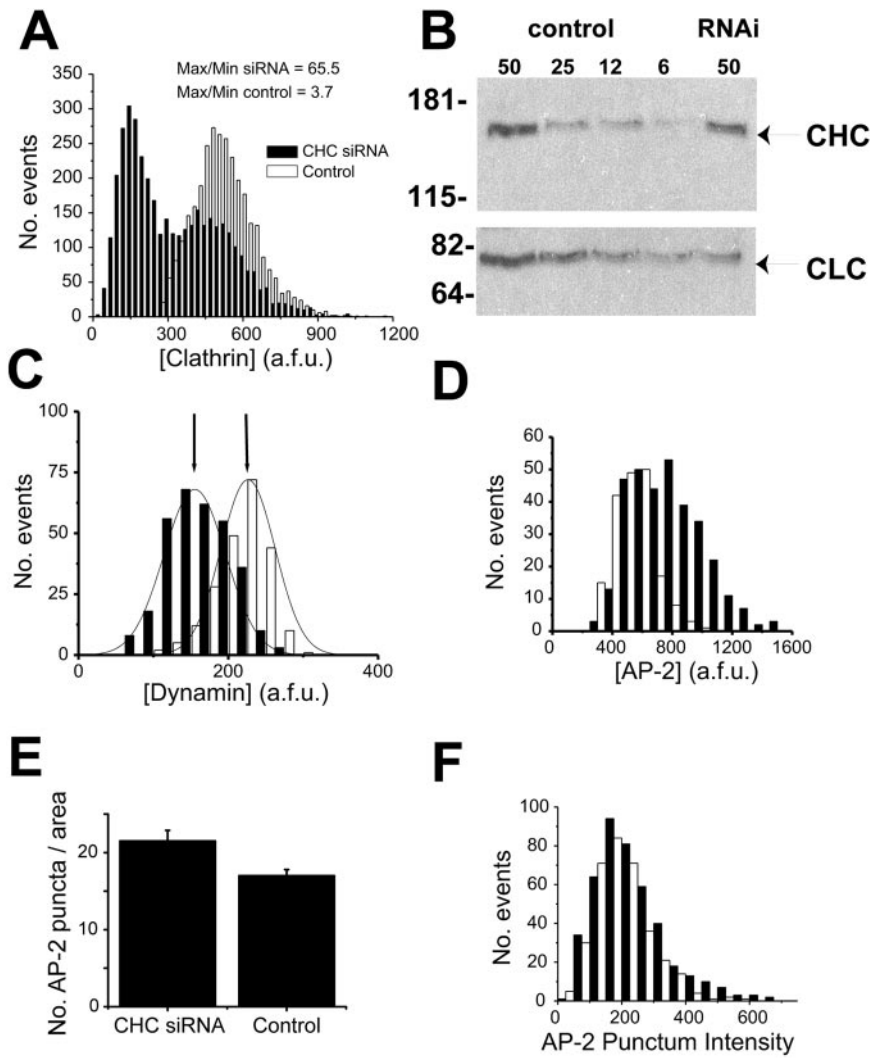 A
Max/Min siRNA = 65.5
Max/Min control = 3.7
350
300
250
200
150
100
50
0
No. events
CHC siRNA
Control
0 300 600 900 1200
[Clathrin] (a.f.u.)
B
control RNAi
50 25 12 6 50
181-
CHC
115-
82-
CLC
64-
C
100
75
50
25
0
No. events
0 200 400
[Dynamin] (a.f.u.)
D
60
50
40
30
20
10
0
No. events
0 400 800 1200 1600
[AP-2] (a.f.u.)
E
20
10
0
No. AP-2 puncta / area
CHC siRNA Control
F
100
80
60
40
20
0
No. events
0 200 400 600
AP-2 Punctum Intensity